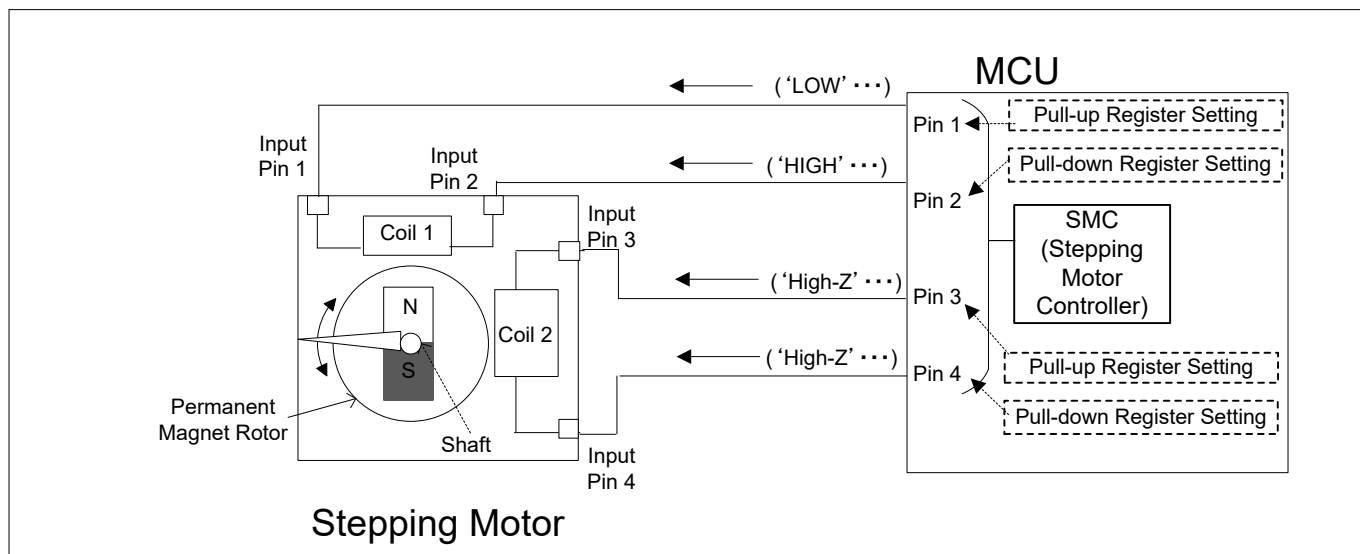 MCU
('LOW' ･･･)
Pin 1
Pull-up Register Setting
Input
Pin 1
Input
Pin 2
('HIGH' ･･･)
Pin 2
Pull-down Register Setting
Coil 1
Input
Pin 3
SMC
(Stepping
Motor
Controller)
('High-Z' ･･･)
Pin 3
N
S
Coil 2
('High-Z' ･･･)
Pin 4
Pull-up Register Setting
Pull-down Register Setting
Permanent
Magnet Rotor
Shaft
Input
Pin 4
Stepping Motor